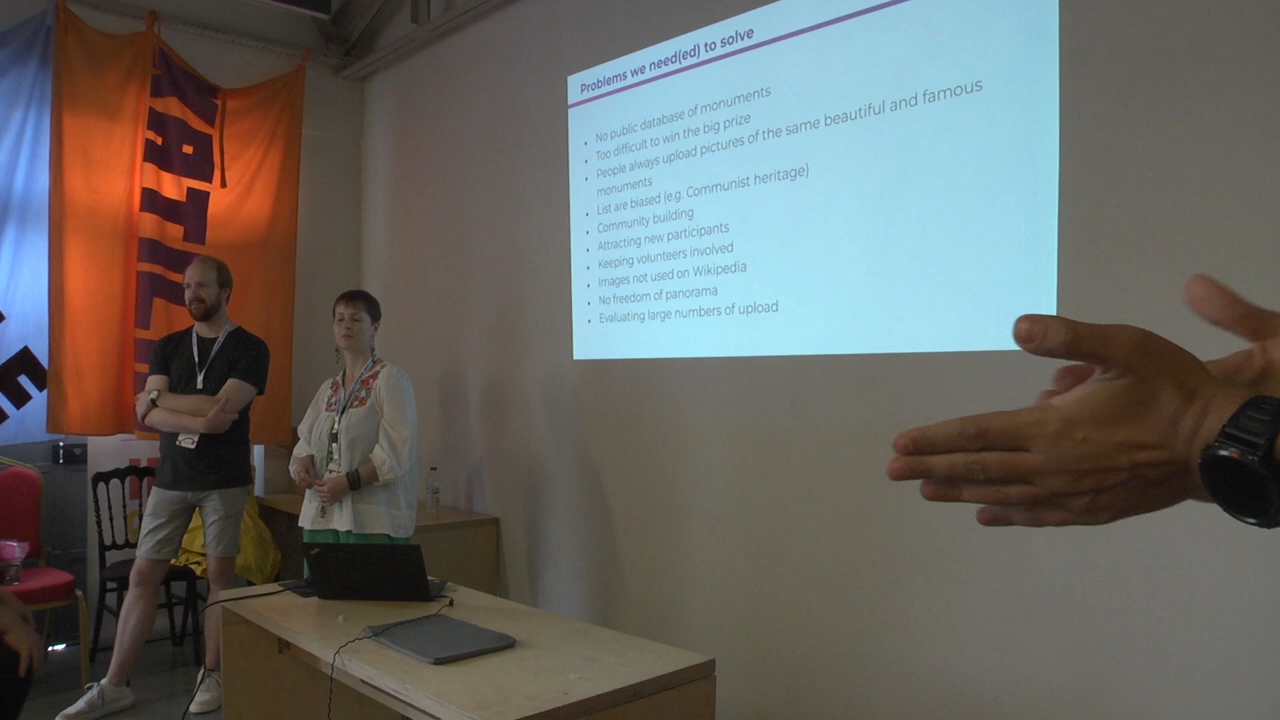 Problems we need(ed) to solve
No public database of monuments
Too difficult to win the big prize
People always upload pictures of the same beautiful and famous
monuments
List are biased (e.g. Communist heritage)
Community building
Attracting new participants
Keeping volunteers involved
Images not used on Wikipedia
No freedom of panorama
Evaluating large numbers of upload